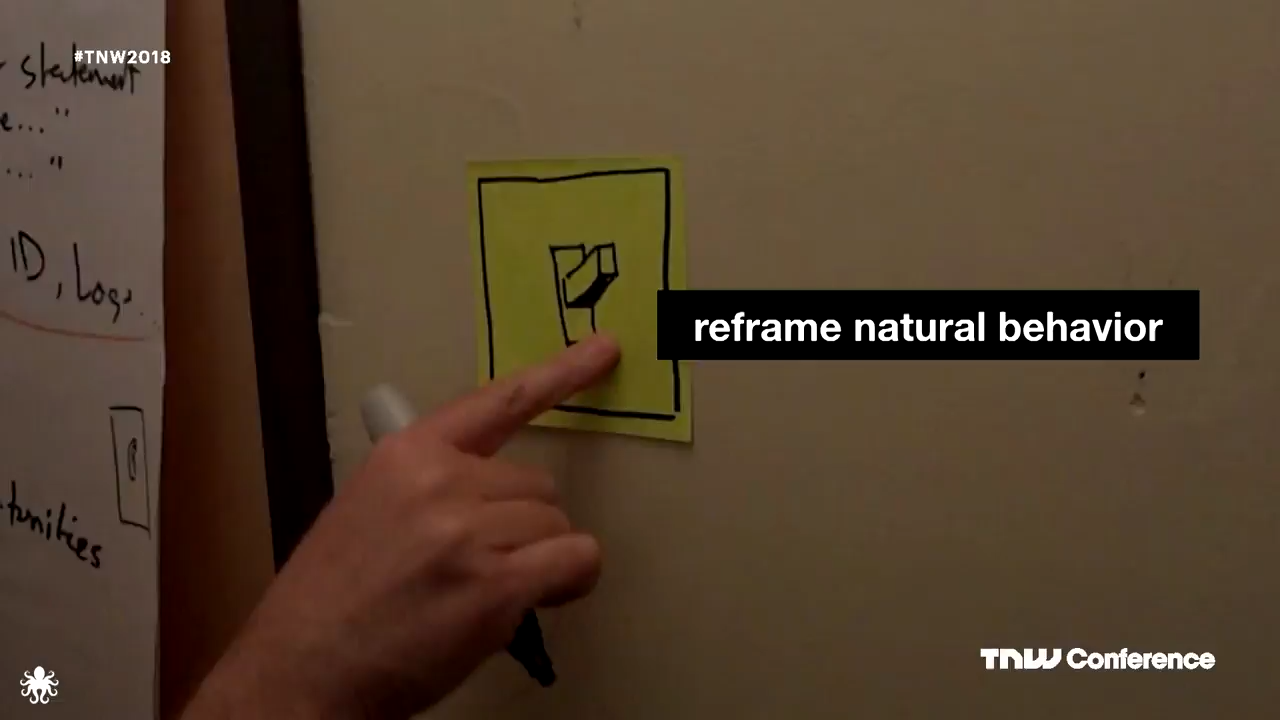 #TNW2018
statement
e..."
..."
ID, Logo
tunities
reframe natural behavior
TNW Conference